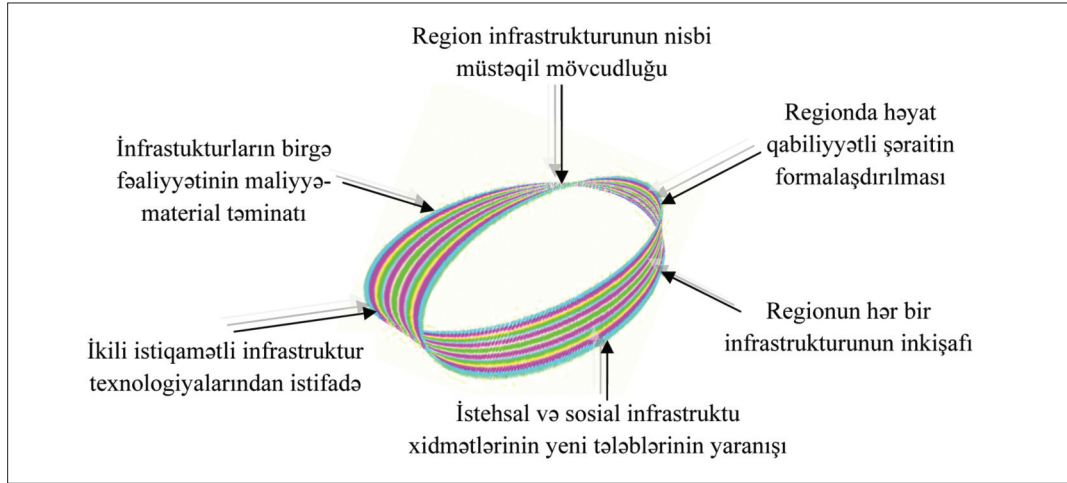 Region infrastrukturunun nisbi
müstəqil mövcudluğu
Regionda həyat
qabiliyyətli şəraitin
formalaşdırılması
İnfrastukturların birgə
fəaliyyətinin maliyyə-
material təminatı
Regionun hər bir
infrastrukturunun inkişafı
İkili istiqamətli infrastruktur
texnologiyalarından istifadə
İstehsal və sosial infrastruktu
xidmətlərinin yeni tələblərinin yaranışı